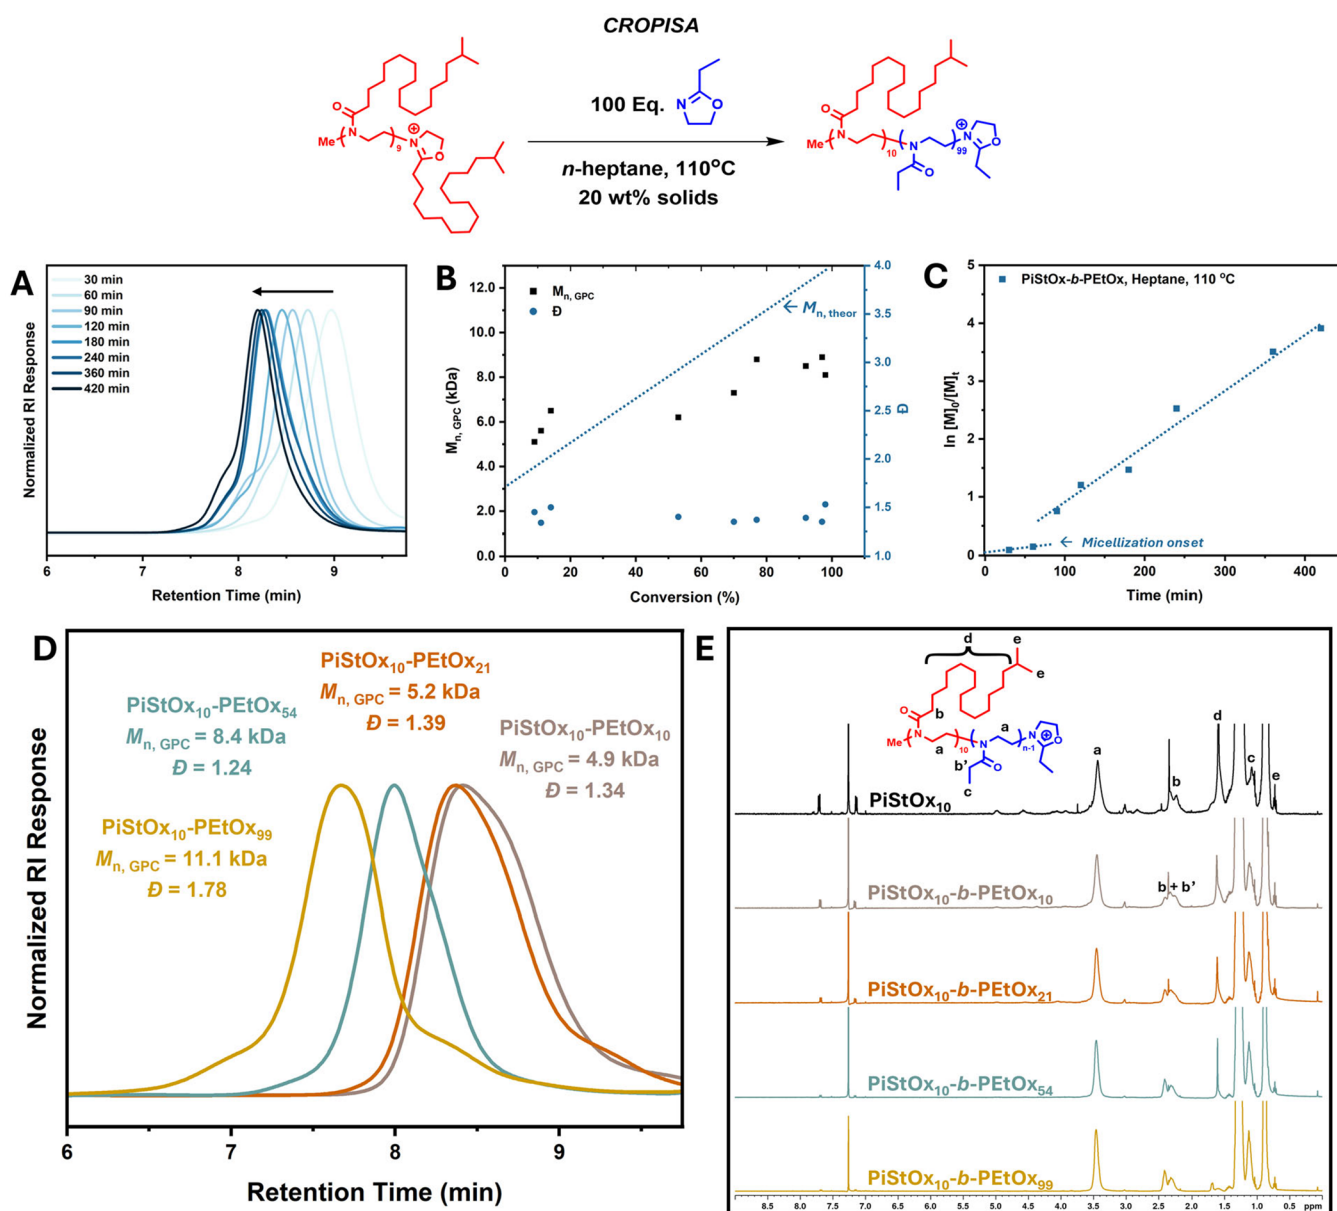 CROPISA
O
N
Me
9
N
O
⊕
100 Eq.
N
O
n-heptane, 110°C
20 wt% solids
O
N
Me
10
N
99
N
O
⊕
O
A
30 min
60 min
90 min
120 min
180 min
240 min
360 min
420 min
Normalized RI Response
6 7 8 9
Retention Time (min)
B
Mn, GPC
Đ
← Mn, theor
Mn, GPC (kDa)
12.0
10.0
8.0
6.0
4.0
2.0
0.0
4.0
3.5
3.0
2.5
2.0
1.5
1.0
Đ
0 20 40 60 80 100
Conversion (%)
C
PiStOx-b-PEtOx, Heptane, 110 °C
ln [M]0/[M]t
5
4
3
2
1
0
← Micellization onset
0 100 200 300 400
Time (min)
D
PiStOx10-PEtOx21
Mn, GPC = 5.2 kDa
Đ = 1.39
PiStOx10-PEtOx54
Mn, GPC = 8.4 kDa
Đ = 1.24
PiStOx10-PEtOx10
Mn, GPC = 4.9 kDa
Đ = 1.34
PiStOx10-PEtOx99
Mn, GPC = 11.1 kDa
Đ = 1.78
Normalized RI Response
6 7 8 9
Retention Time (min)
E
d
e
e
b
O
N
Me
a
10
N
a
n-1
N
O
⊕
b'
O
c
a
b
d
c
e
PiStOx10
b + b'
PiStOx10-b-PEtOx10
PiStOx10-b-PEtOx21
PiStOx10-b-PEtOx54
PiStOx10-b-PEtOx99
8.5 8.0 7.5 7.0 6.5 6.0 5.5 5.0 4.5 4.0 3.5 3.0 2.5 2.0 1.5 1.0 0.5 ppm